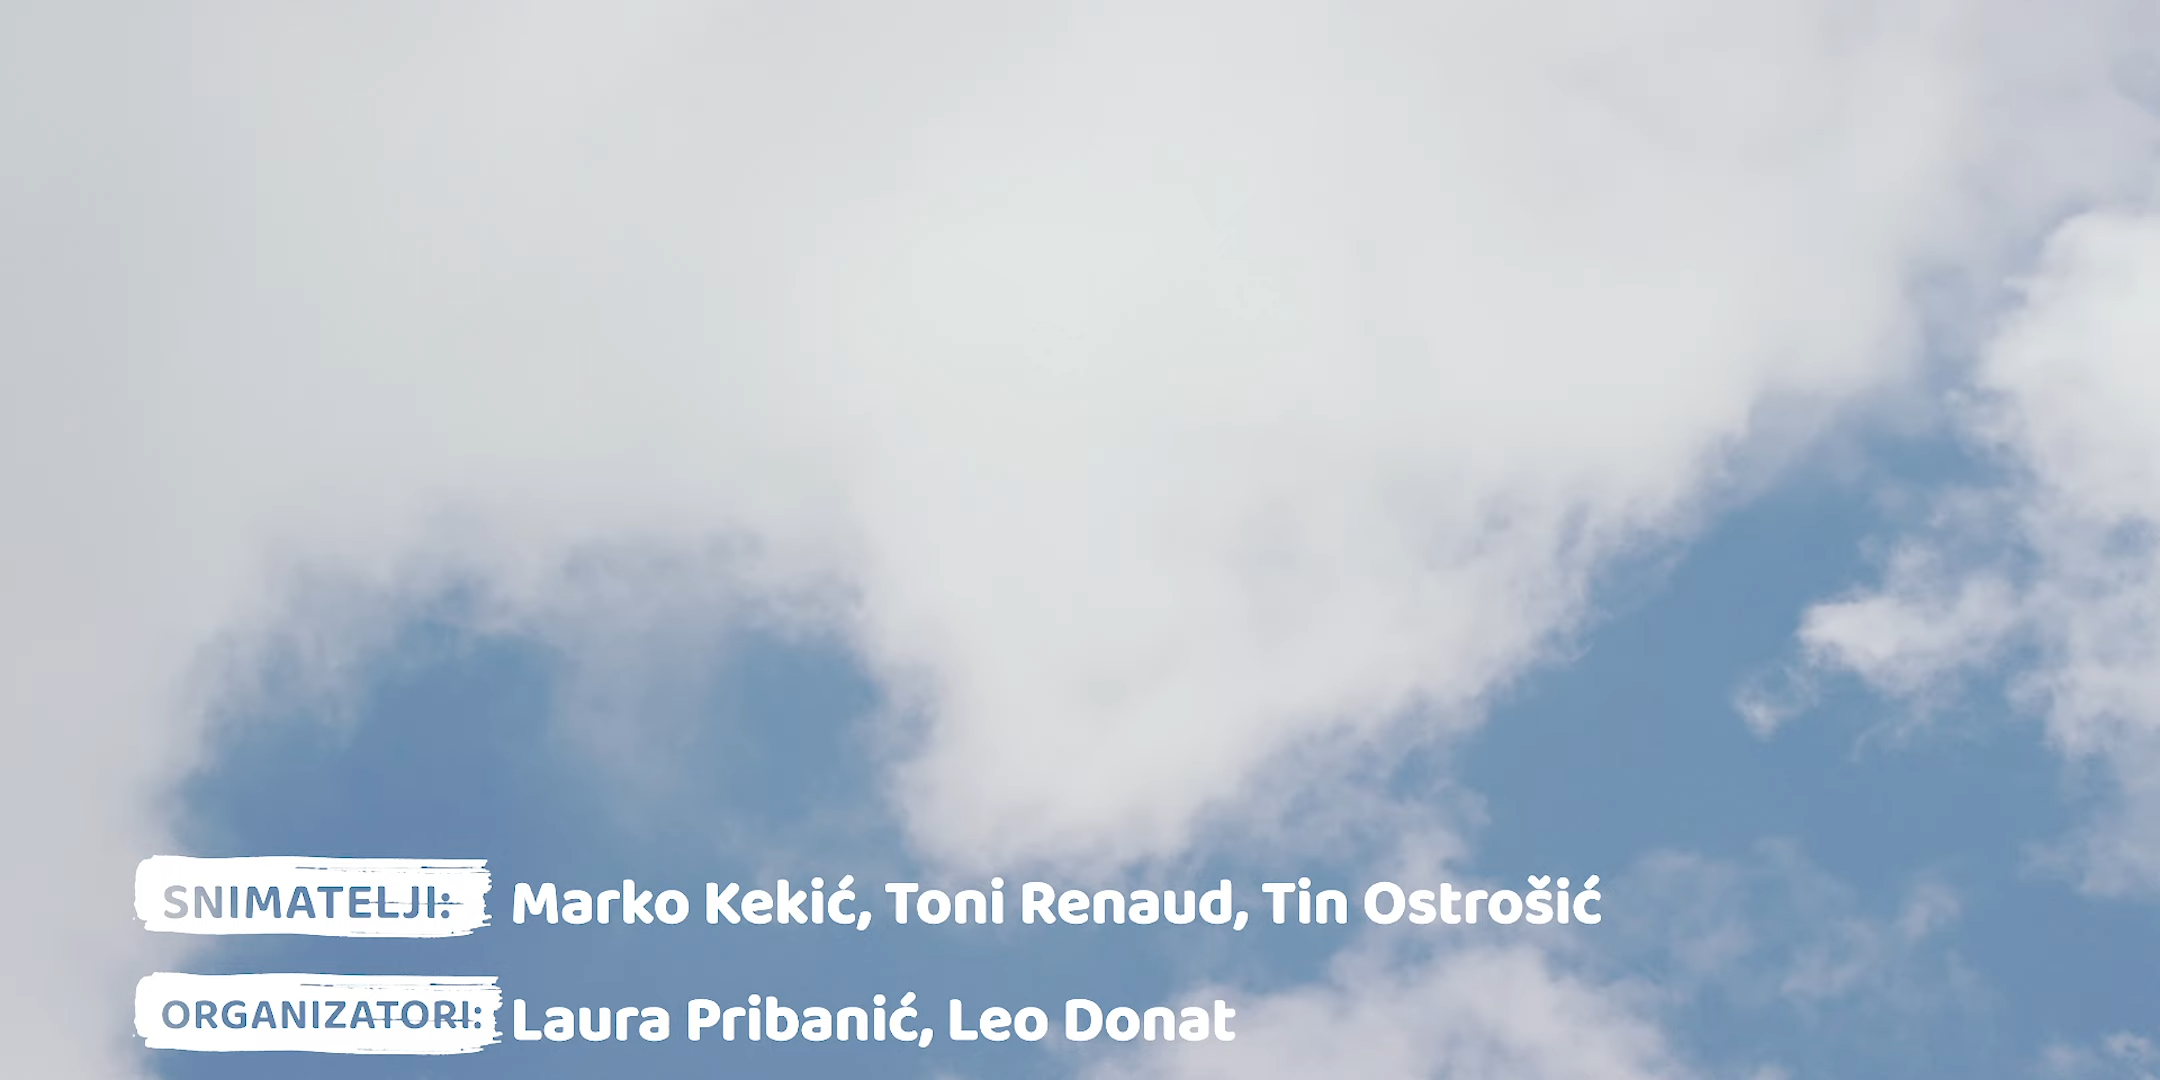 SNIMATELJI: Marko Kekić, Toni Renaud, Tin Ostrošić
ORGANIZATORI: Laura Pribanić, Leo Donat